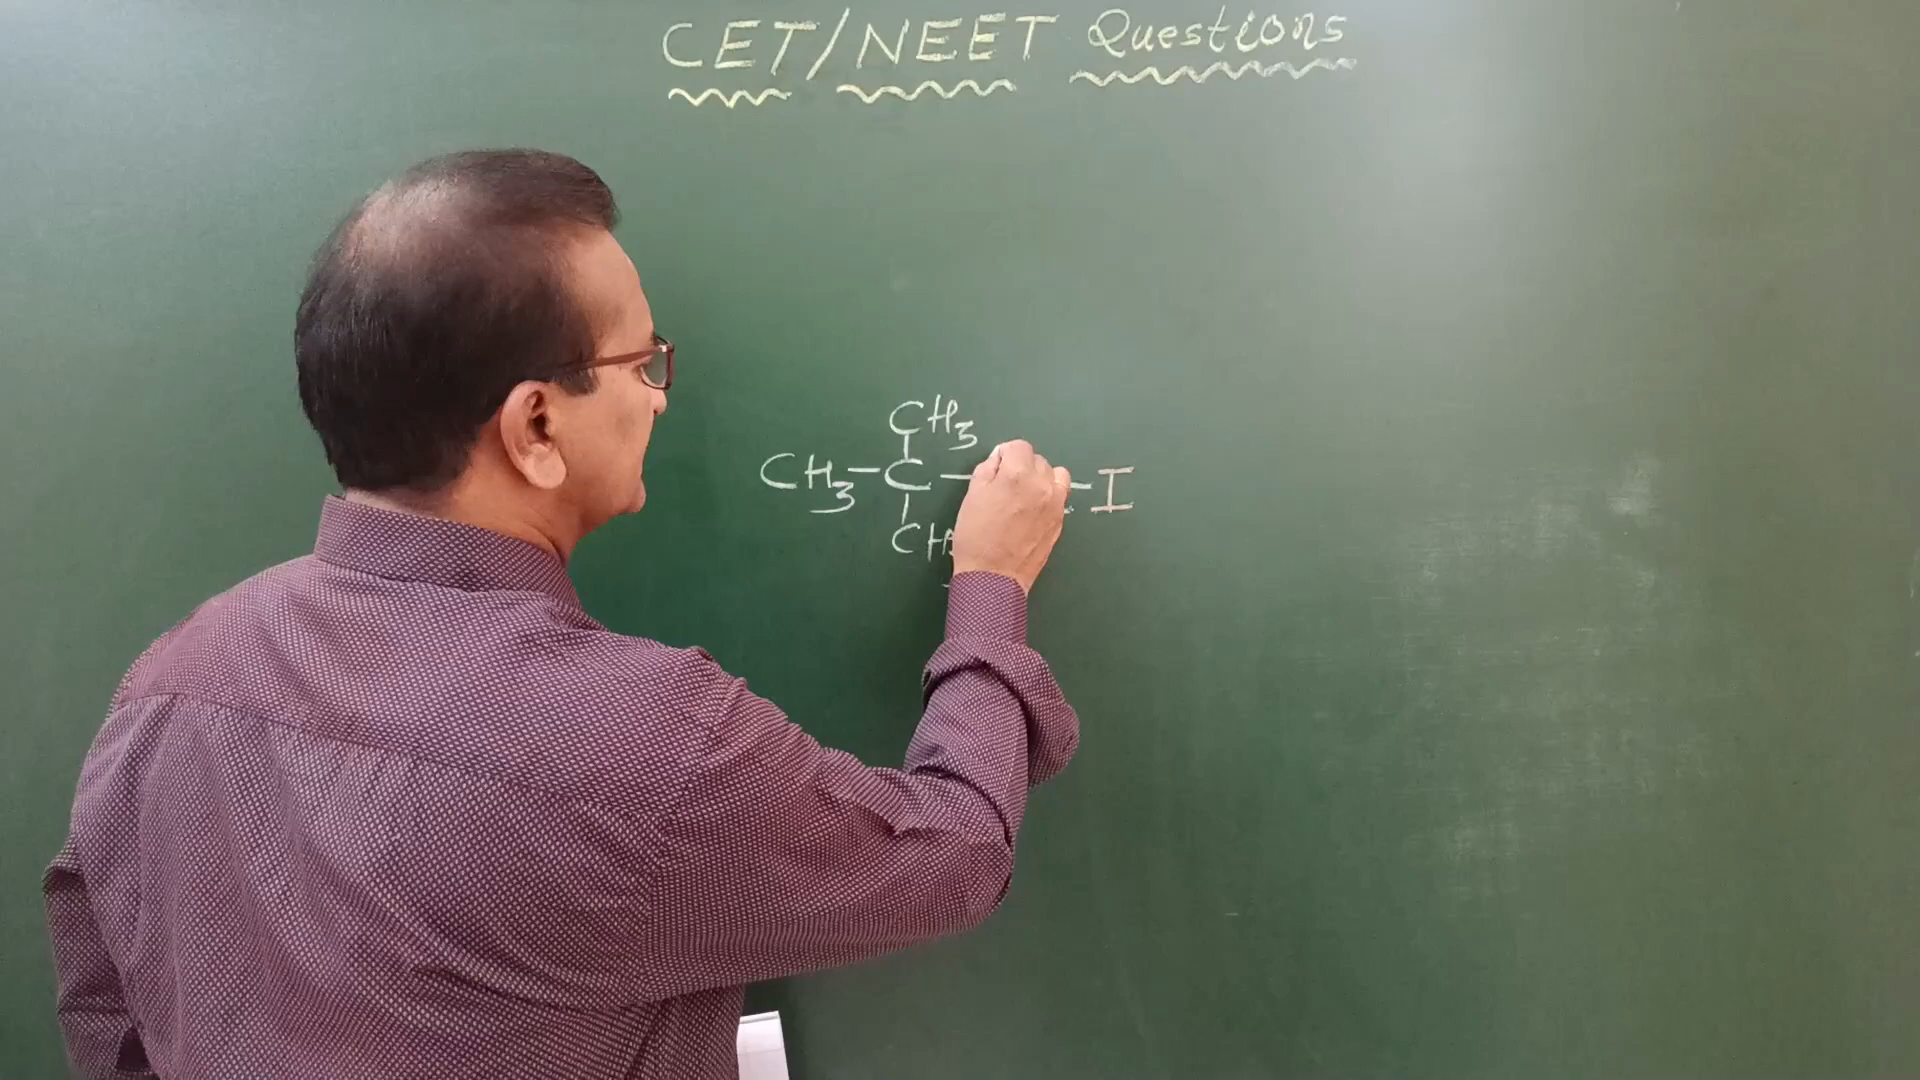 CET/NEET Questions
CH3
CH3-C- -I
CH